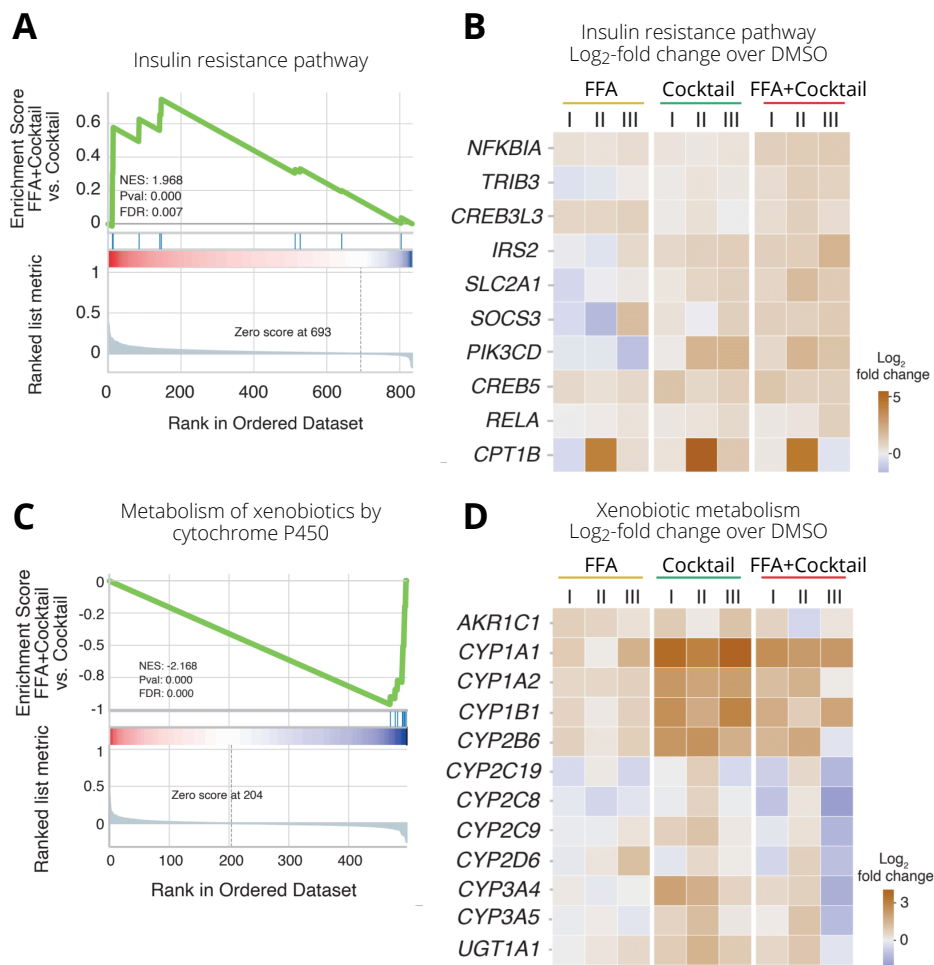 A
Insulin resistance pathway
Enrichment Score
FFA+Cocktail
vs. Cocktail
0.6
0.4
0.2
0
NES: 1.968
Pval: 0.000
FDR: 0.007
Ranked list metric
1
0.5
0
Zero score at 693
0
200
400
600
800
Rank in Ordered Dataset
B
Insulin resistance pathway
Log2-fold change over DMSO
FFA
Cocktail
FFA+Cocktail
I II III
I II III
I II III
NFKBIA
TRIB3
CREB3L3
IRS2
SLC2A1
SOCS3
PIK3CD
CREB5
RELA
CPT1B
Log2
fold change
5
0
C
Metabolism of xenobiotics by
cytochrome P450
Enrichment Score
FFA+Cocktail
vs. Cocktail
0
-0.2
-0.5
-0.8
-1
NES: -2.168
Pval: 0.000
FDR: 0.000
Ranked list metric
1
0.5
0
Zero score at 204
0
100
200
300
400
Rank in Ordered Dataset
D
Xenobiotic metabolism
Log2-fold change over DMSO
FFA
Cocktail
FFA+Cocktail
I II III
I II III
I II III
AKR1C1
CYP1A1
CYP1A2
CYP1B1
CYP2B6
CYP2C19
CYP2C8
CYP2C9
CYP2D6
CYP3A4
CYP3A5
UGT1A1
Log2
fold change
3
0